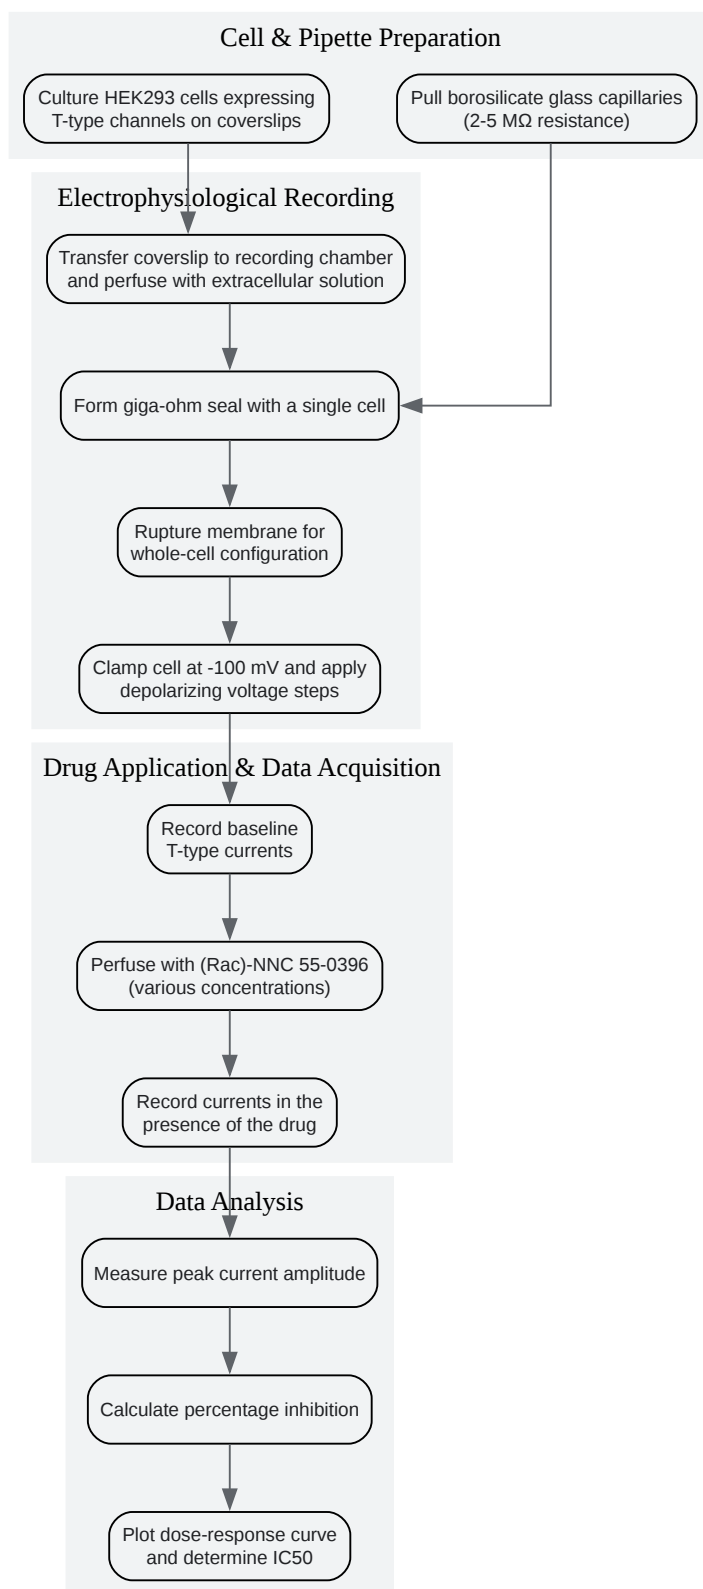 Cell & Pipette Preparation
Culture HEK293 cells expressing
T-type channels on coverslips
Pull borosilicate glass capillaries
(2-5 MΩ resistance)
Electrophysiological Recording
Transfer coverslip to recording chamber
and perfuse with extracellular solution
Form giga-ohm seal with a single cell
Rupture membrane for
whole-cell configuration
Clamp cell at -100 mV and apply
depolarizing voltage steps
Drug Application & Data Acquisition
Record baseline
T-type currents
Perfuse with (Rac)-NNC 55-0396
(various concentrations)
Record currents in the
presence of the drug
Data Analysis
Measure peak current amplitude
Calculate percentage inhibition
Plot dose-response curve
and determine IC50